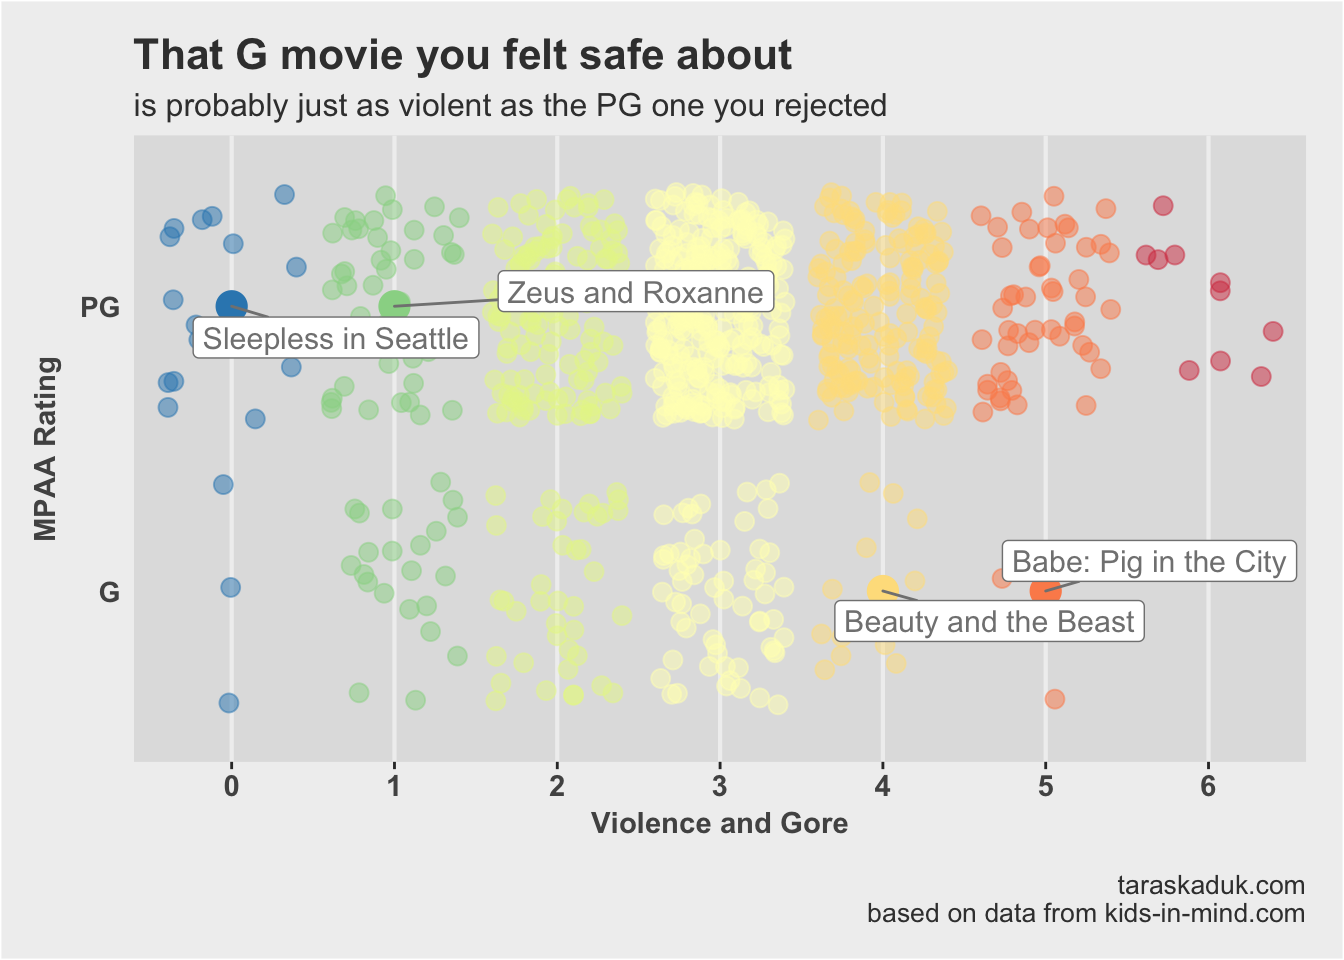 That G movie you felt safe about
is probably just as violent as the PG one you rejected
PG
Zeus and Roxanne
Sleepless in Seattle
MPAA Rating
Babe: Pig in the City
G
Beauty and the Beast
0 1 2 3 4 5 6
Violence and Gore
taraskaduk.com
based on data from kids-in-mind.com